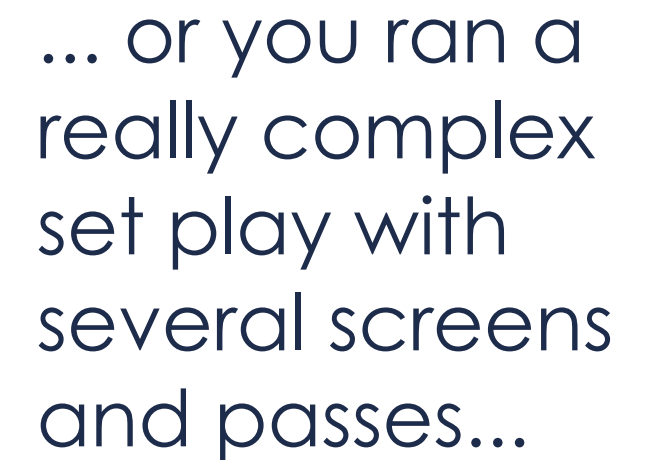 ... or you ran a
really complex
set play with
several screens
and passes...